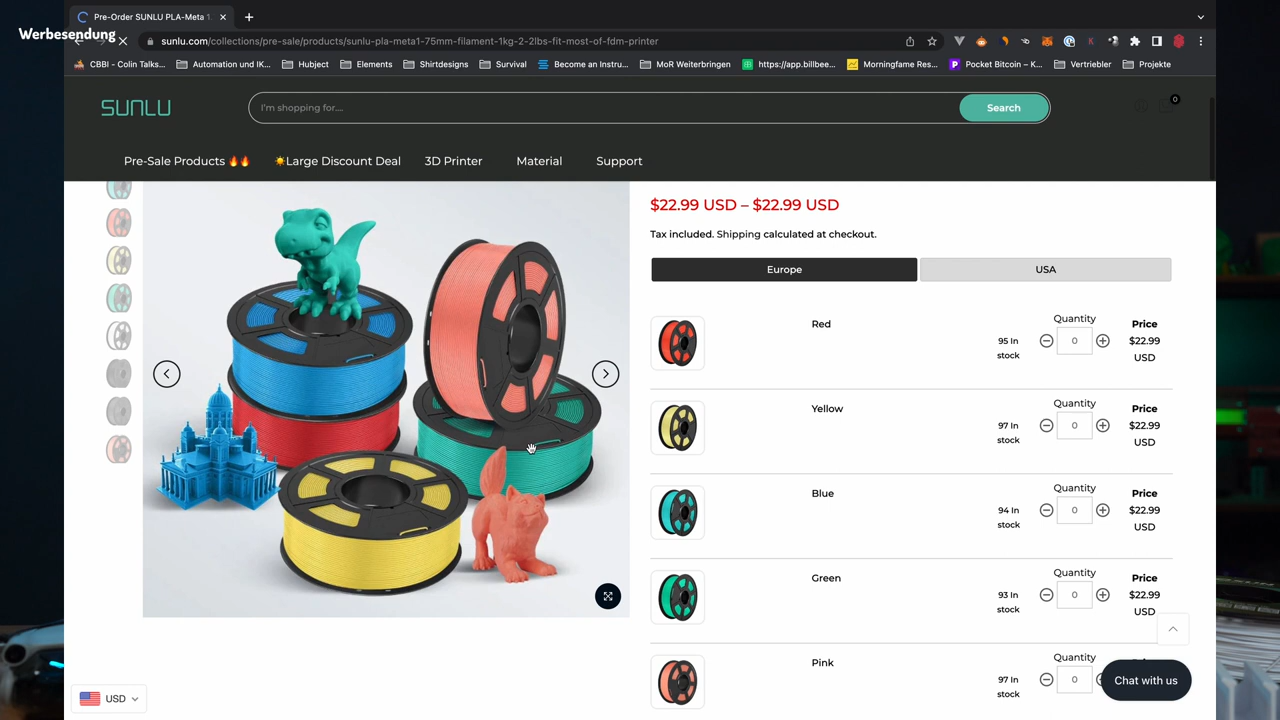 Pre-Order SUNLU PLA-Meta 1.
Werbesendung
sunlu.com/collections/pre-sale/products/sunlu-pla-meta1-75mm-filament-1kg-2-2lbs-fit-most-of-fdm-printer
CBBI - Colin Talks... Automation und IK... Hubject Elements Shirtdesigns Survival Become an Instru... MoR Weiterbringen https://app.billbee... Morningfame Res... Pocket Bitcoin – K... Vertriebler Projekte
SUNLU
I'm shopping for....
Search
0
Pre-Sale Products 🔥🔥 ☀️Large Discount Deal 3D Printer Material Support
$22.99 USD – $22.99 USD
Tax included. Shipping calculated at checkout.
Europe USA
Red
95 In
stock
Quantity
0
Price
$22.99
USD
Yellow
97 In
stock
Quantity
0
Price
$22.99
USD
Blue
94 In
stock
Quantity
0
Price
$22.99
USD
Green
93 In
stock
Quantity
0
Price
$22.99
USD
Pink
97 In
stock
Quantity
0
Chat with us
USD